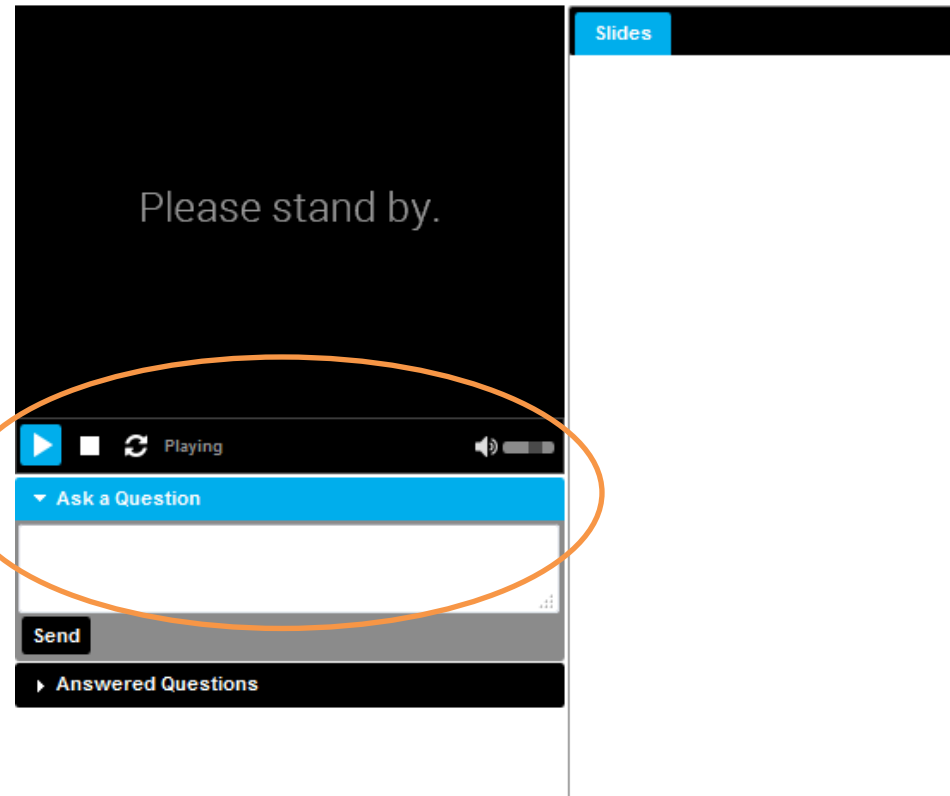 Slides
Please stand by.
Playing
Ask a Question
Send
Answered Questions